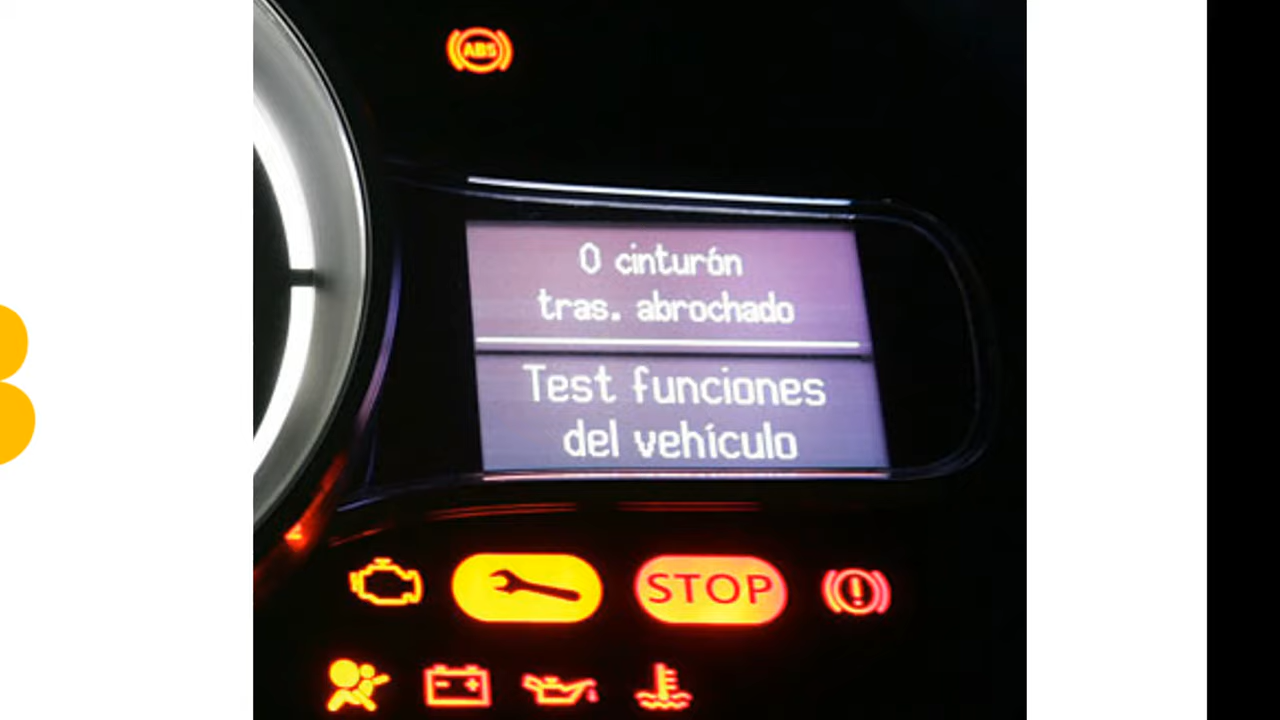 ABS
0 cinturón
tras. abrochado
Test funciones
del vehículo
STOP